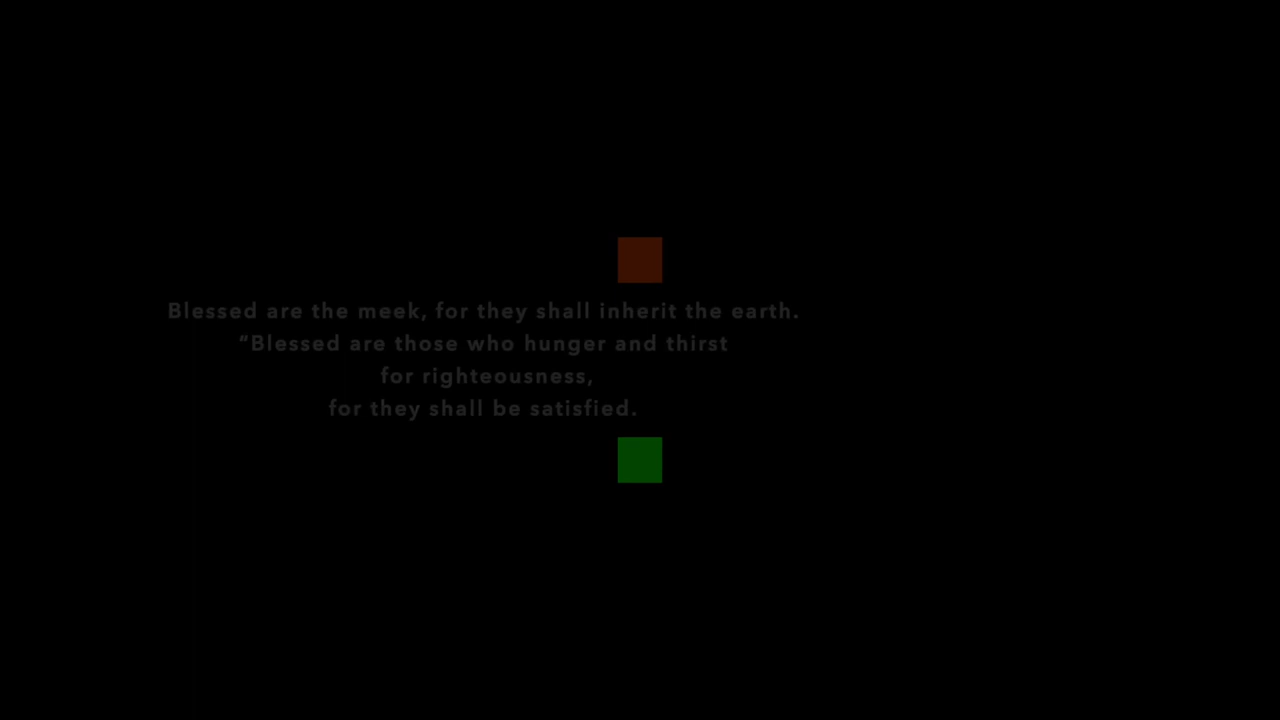 Blessed are the meek, for they shall inherit the earth.
“Blessed are those who hunger and thirst
for righteousness,
for they shall be satisfied.